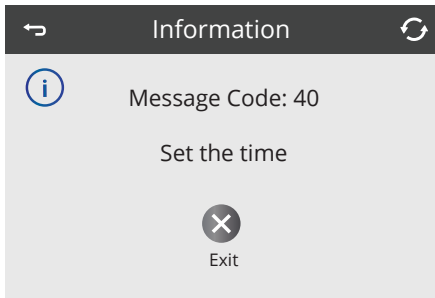 Information
i
Message Code: 40
Set the time
Exit